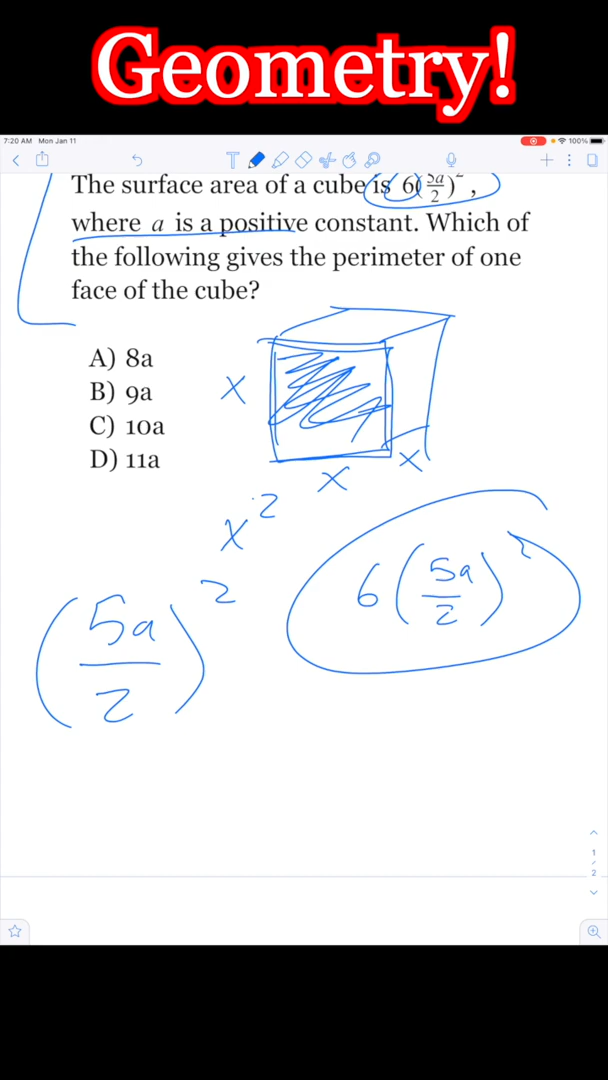 Geometry!
7:20 AM Mon Jan 11
100%
The surface area of a cube is 6(5a/2)²,
where a is a positive constant. Which of
the following gives the perimeter of one
face of the cube?
A) 8a
B) 9a
C) 10a
D) 11a
x
x
x
x²
6(5a/2)²
(5a/2)²
1
/
2